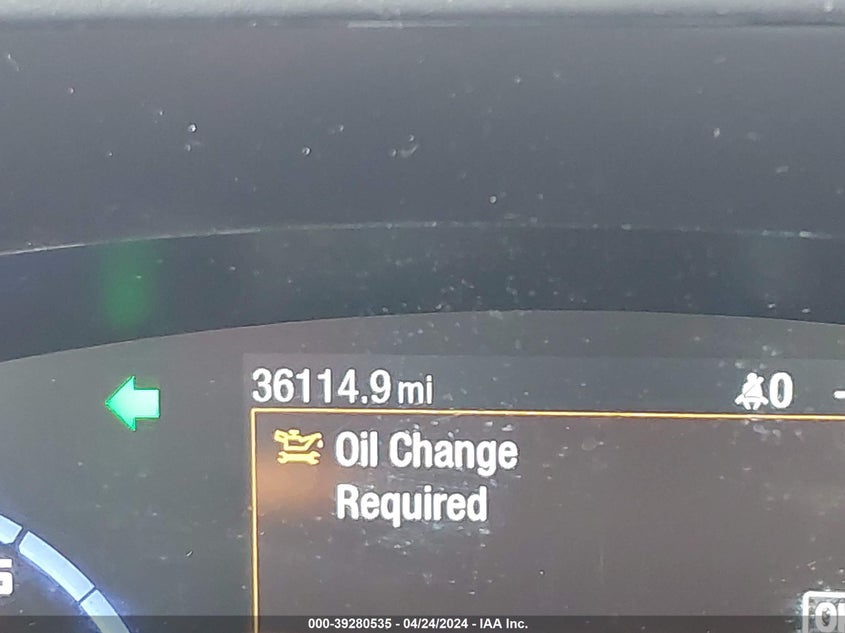 36114.9 mi
0
Oil Change
Required
000-39280535 - 04/24/2024 - IAA Inc.